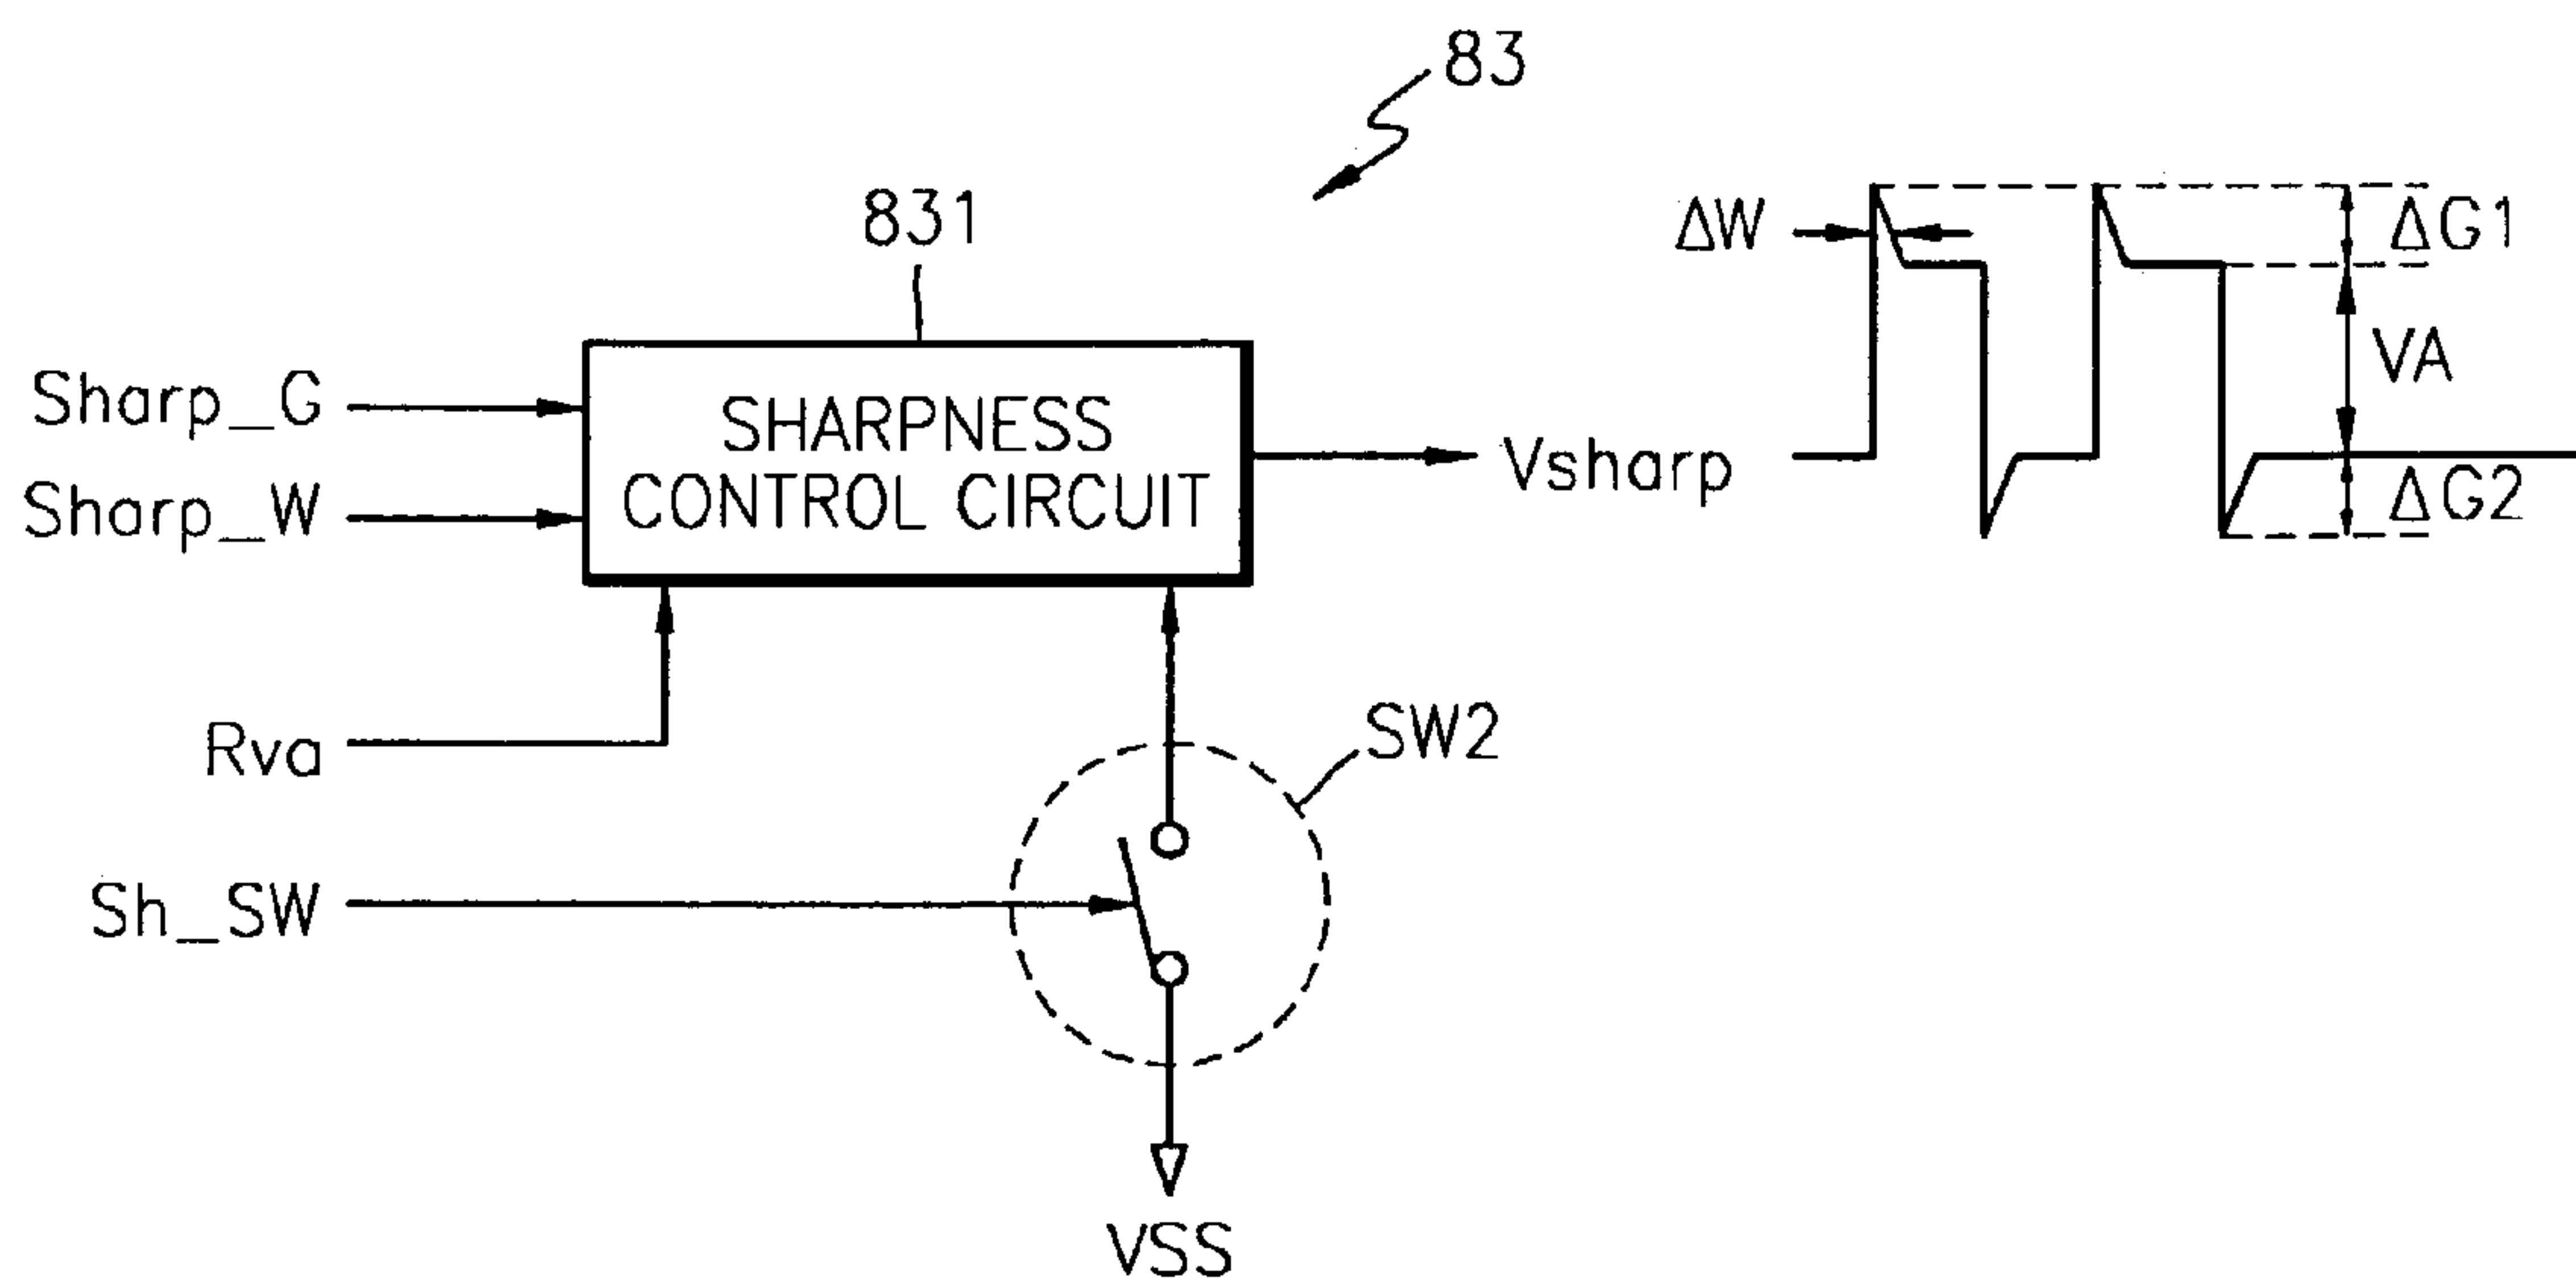 83
831
ΔW
ΔG1
Sharp_G
SHARPNESS
CONTROL CIRCUIT
VA
Sharp_W
Vsharp
ΔG2
Rva
SW2
Sh_SW
VSS